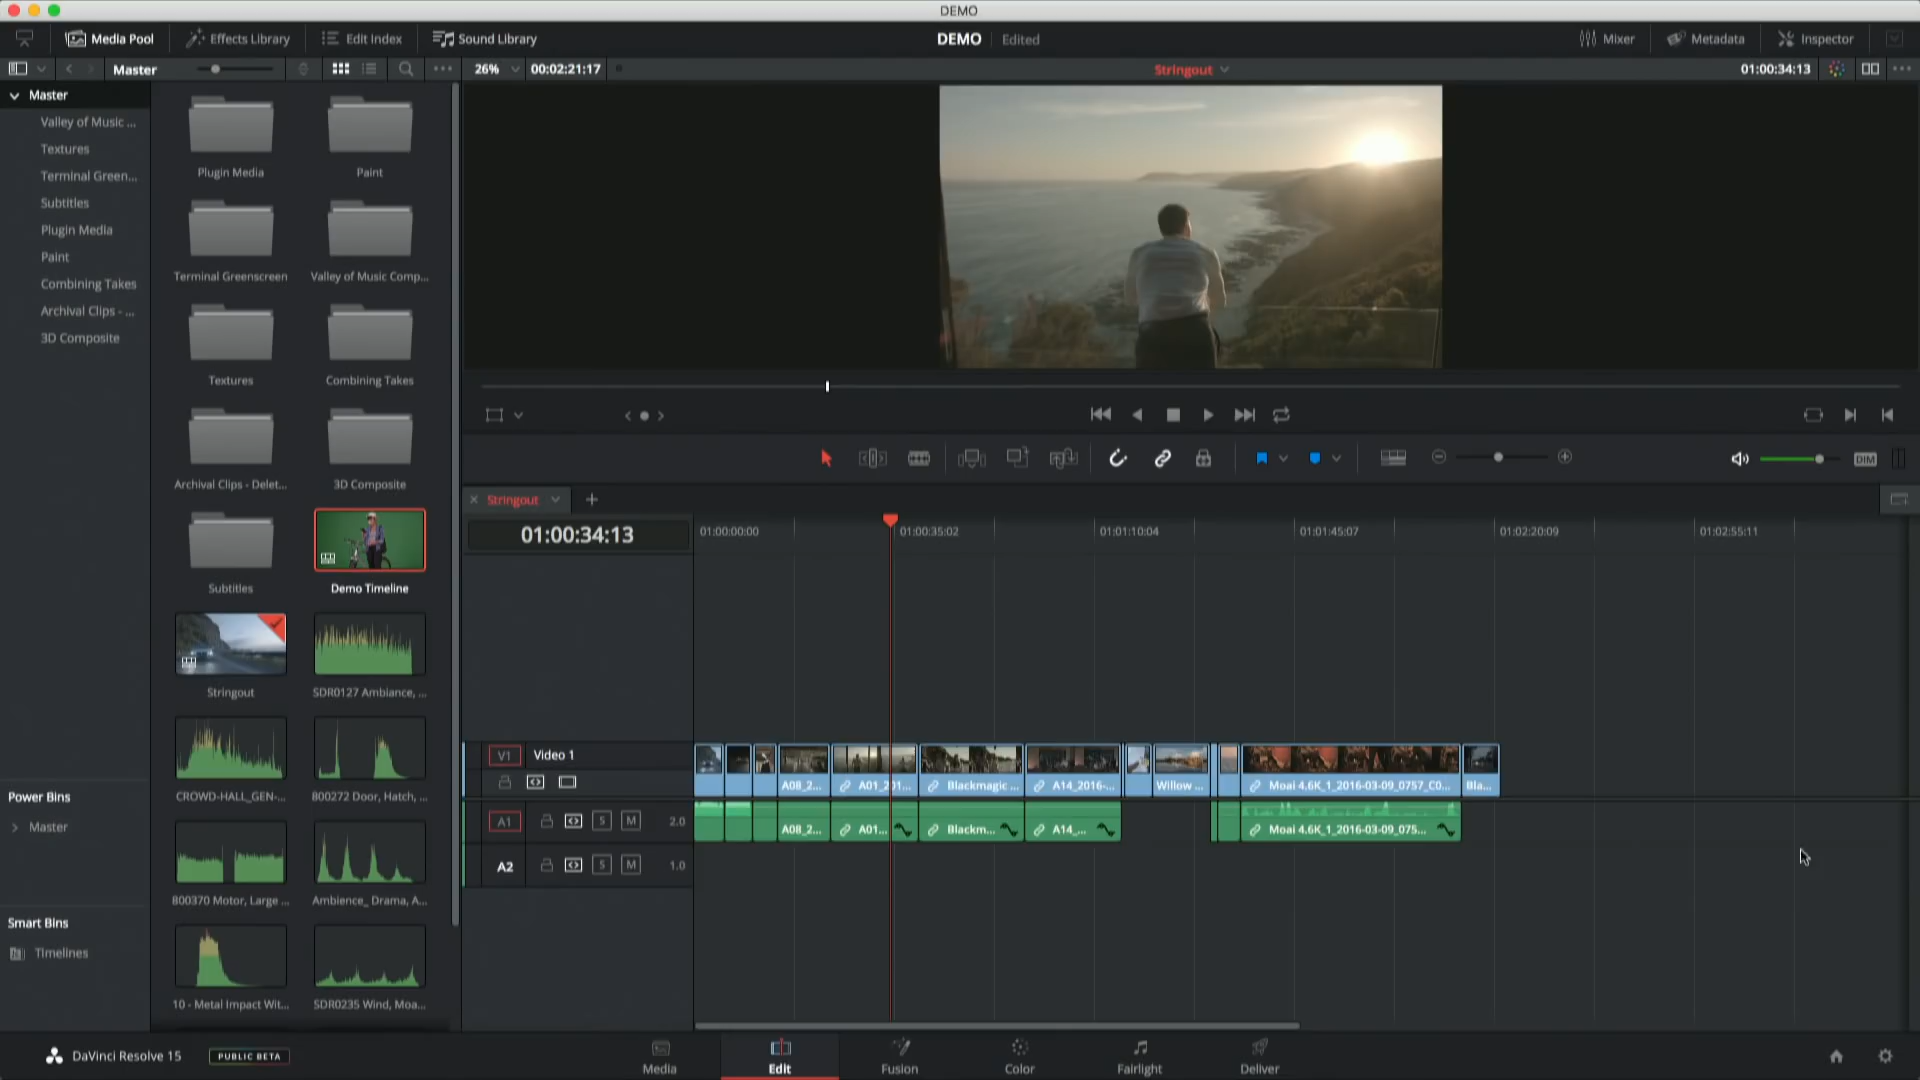 DEMO
Media Pool
Effects Library
Edit Index
Sound Library
DEMO
Edited
Mixer
Metadata
Inspector
Master
26%
00:02:21:17
Stringout
01:00:34:13
Master
Valley of Music ...
Textures
Terminal Green...
Subtitles
Plugin Media
Paint
Combining Takes
Archival Clips - ...
3D Composite
Power Bins
Master
Smart Bins
Timelines
Plugin Media
Paint
Terminal Greenscreen
Valley of Music Comp...
Textures
Combining Takes
Archival Clips - Delet...
3D Composite
Subtitles
Demo Timeline
Stringout
SDR0127 Ambiance, ...
CROWD-HALL_GEN-...
800272 Door, Hatch, ...
800370 Motor, Large ...
Ambience_ Drama, A...
10 - Metal Impact Wit...
SDR0235 Wind, Moa...
DIM
Stringout
01:00:34:13
01:00:00:00
01:00:35:02
01:01:10:04
01:01:45:07
01:02:20:09
01:02:55:11
V1
Video 1
A08_2...
A01_201...
Blackmagic ...
A14_2016-...
Willow ...
Moai 4.6K_1_2016-03-09_0757_C0...
Bla...
A1
S
M
2.0
A08_2...
A01...
Blackm...
A14_...
Moai 4.6K_1_2016-03-09_075...
A2
S
M
1.0
DaVinci Resolve 15
PUBLIC BETA
Media
Edit
Fusion
Color
Fairlight
Deliver